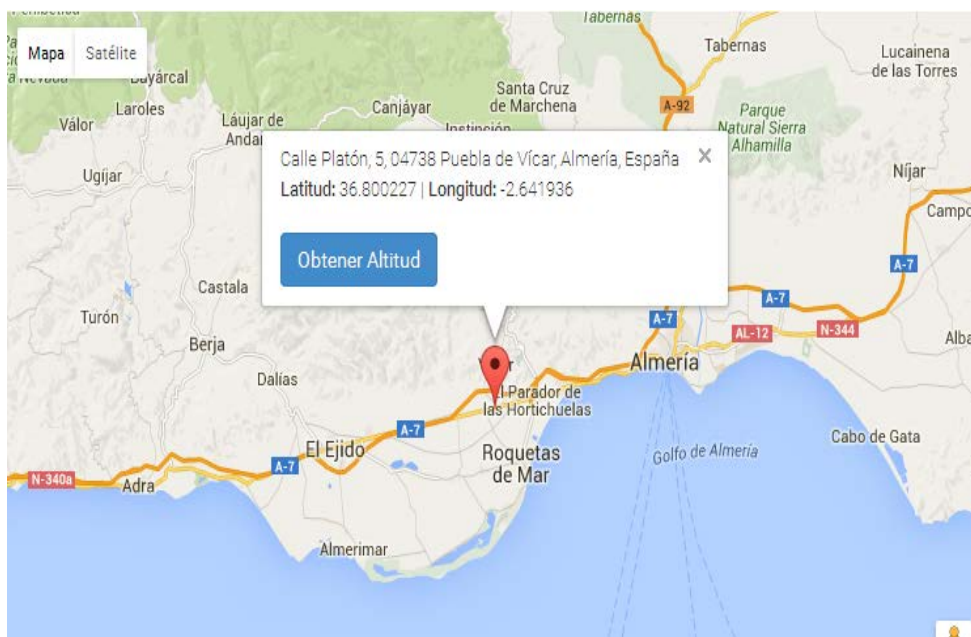 Tabernas
Mapa
Satélite
Bayárcal
Laroles
Válor
Láujar de
Canjáyar
Santa Cruz
de Marchena
Instinción
A-92
Tabernas
Lucainena
de las Torres
Parque
Natural Sierra
Alhamilla
Ugíjar
Níjar
Campo
Calle Platón, 5, 04738 Puebla de Vícar, Almería, España
Latitud: 36.800227 | Longitud: -2.641936
Obtener Altitud
A-7
Castala
Turón
Berja
A-7
A-7
AL-12
N-344
Alba
Almería
Dalías
El Parador de
las Hortichuelas
A-7
El Ejido
Roquetas
de Mar
Golfo de Almería
Cabo de Gata
A-7
N-340a
Adra
Almerimar